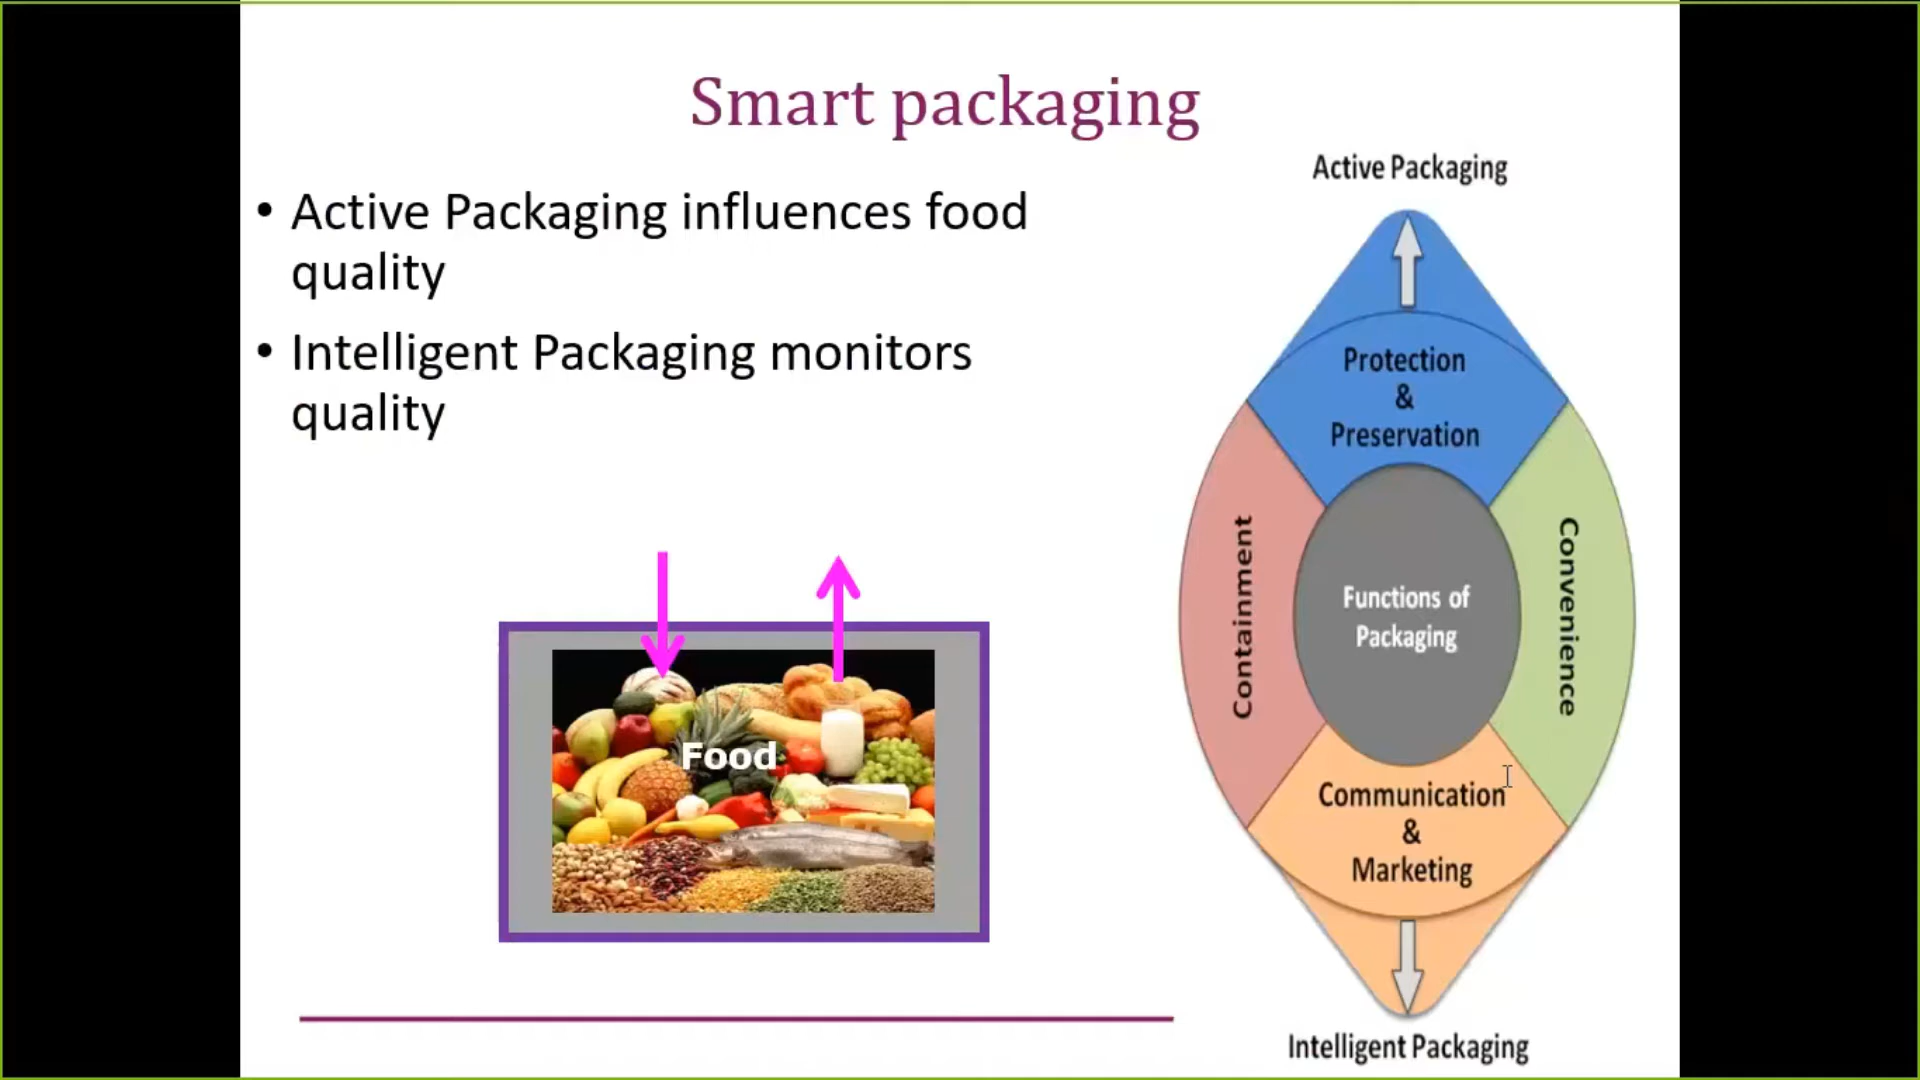 Smart packaging
• Active Packaging influences food
quality
• Intelligent Packaging monitors
quality
Food
Active Packaging
Protection
&
Preservation
Containment
Functions of
Packaging
Convenience
Communication
&
Marketing
Intelligent Packaging